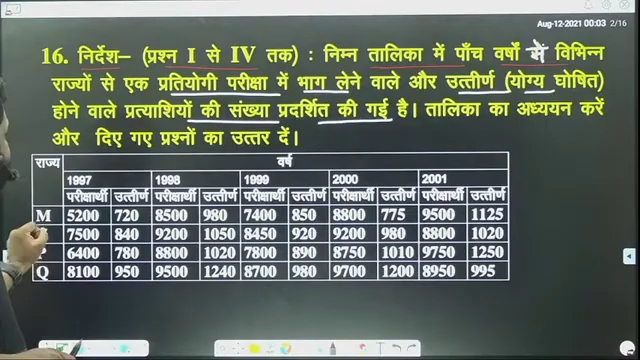 Aug-12-2021 00:03 2/16
16. निर्देश– (प्रश्न I से IV तक) : निम्न तालिका में पाँच वर्षों में विभिन्न
राज्यों से एक प्रतियोगी परीक्षा में भाग लेने वाले और उत्तीर्ण (योग्य घोषित)
होने वाले प्रत्याशियों की संख्या प्रदर्शित की गई है। तालिका का अध्ययन करें
और दिए गए प्रश्नों का उत्तर दें।
राज्य वर्ष
1997 1998 1999 2000 2001
परीक्षार्थी उत्तीर्ण परीक्षार्थी उत्तीर्ण परीक्षार्थी उत्तीर्ण परीक्षार्थी उत्तीर्ण परीक्षार्थी उत्तीर्ण
M 5200 720 8500 980 7400 850 8800 775 9500 1125
7500 840 9200 1050 8450 920 9200 980 8800 1020
6400 780 8800 1020 7800 890 8750 1010 9750 1250
Q 8100 950 9500 1240 8700 980 9700 1200 8950 995